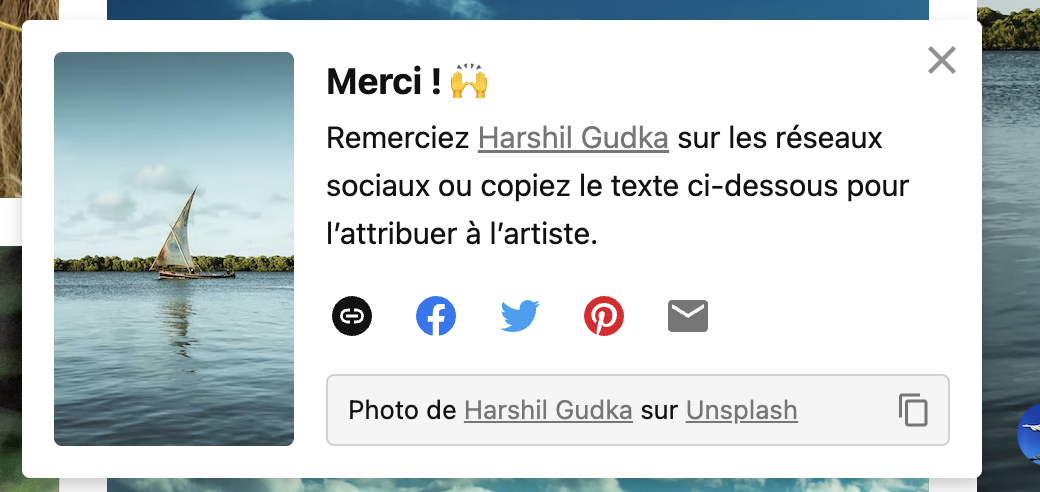 Merci ! 🙌
Remerciez Harshil Gudka sur les réseaux
sociaux ou copiez le texte ci-dessous pour
l’attribuer à l’artiste.
Photo de Harshil Gudka sur Unsplash